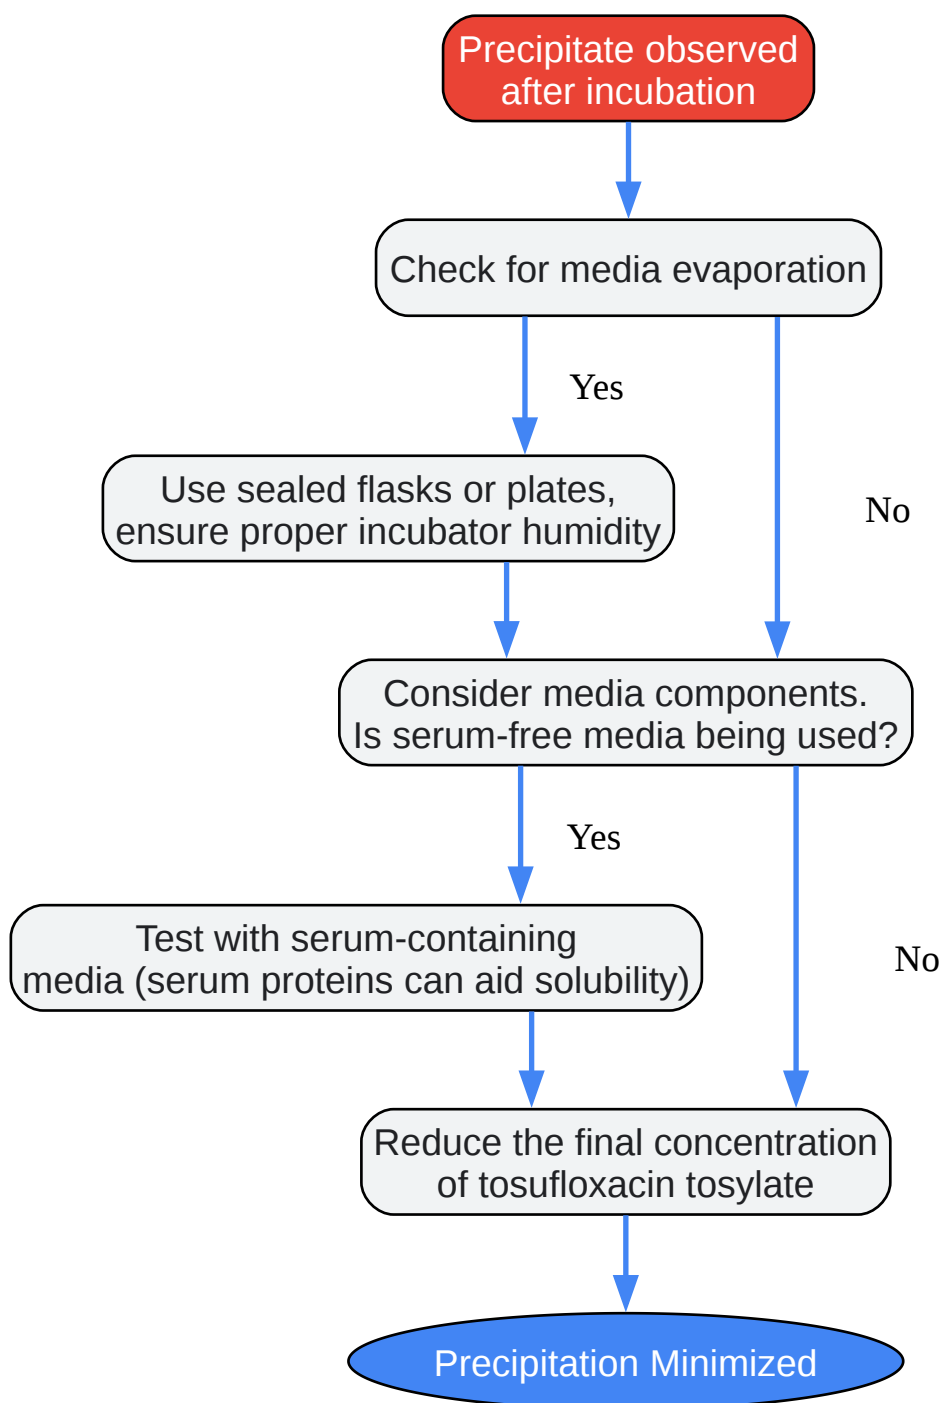 Precipitate observed
after incubation
Check for media evaporation
Yes
Use sealed flasks or plates,
ensure proper incubator humidity
No
Consider media components.
Is serum-free media being used?
Yes
Test with serum-containing
media (serum proteins can aid solubility)
No
Reduce the final concentration
of tosufloxacin tosylate
Precipitation Minimized